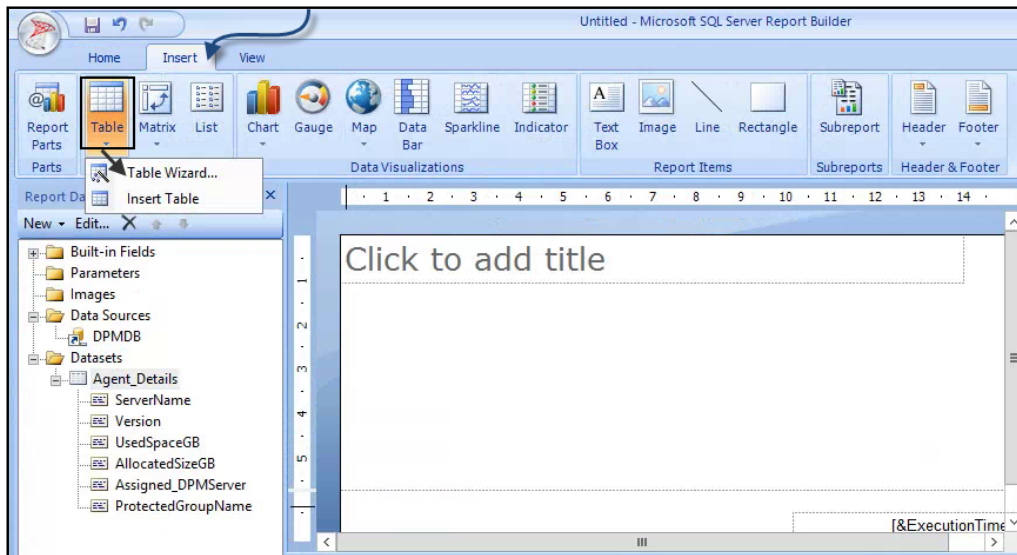 Untitled - Microsoft SQL Server Report Builder
Home Insert View
Report Parts
Table
Matrix
List
Chart
Gauge
Map
Data Bar
Sparkline
Indicator
Text Box
Image
Line
Rectangle
Subreport
Header
Footer
Parts
Data Visualizations
Report Items
Subreports
Header & Footer
Table Wizard...
Insert Table
Report Da
New Edit...
Built-in Fields
Parameters
Images
Data Sources
DPMDB
Datasets
Agent_Details
ServerName
Version
UsedSpaceGB
AllocatedSizeGB
Assigned_DPMServer
ProtectedGroupName
1 2 3 4 5 6 7 8 9 10 11 12 13 14
1
2
3
4
5
Click to add title
[&ExecutionTime